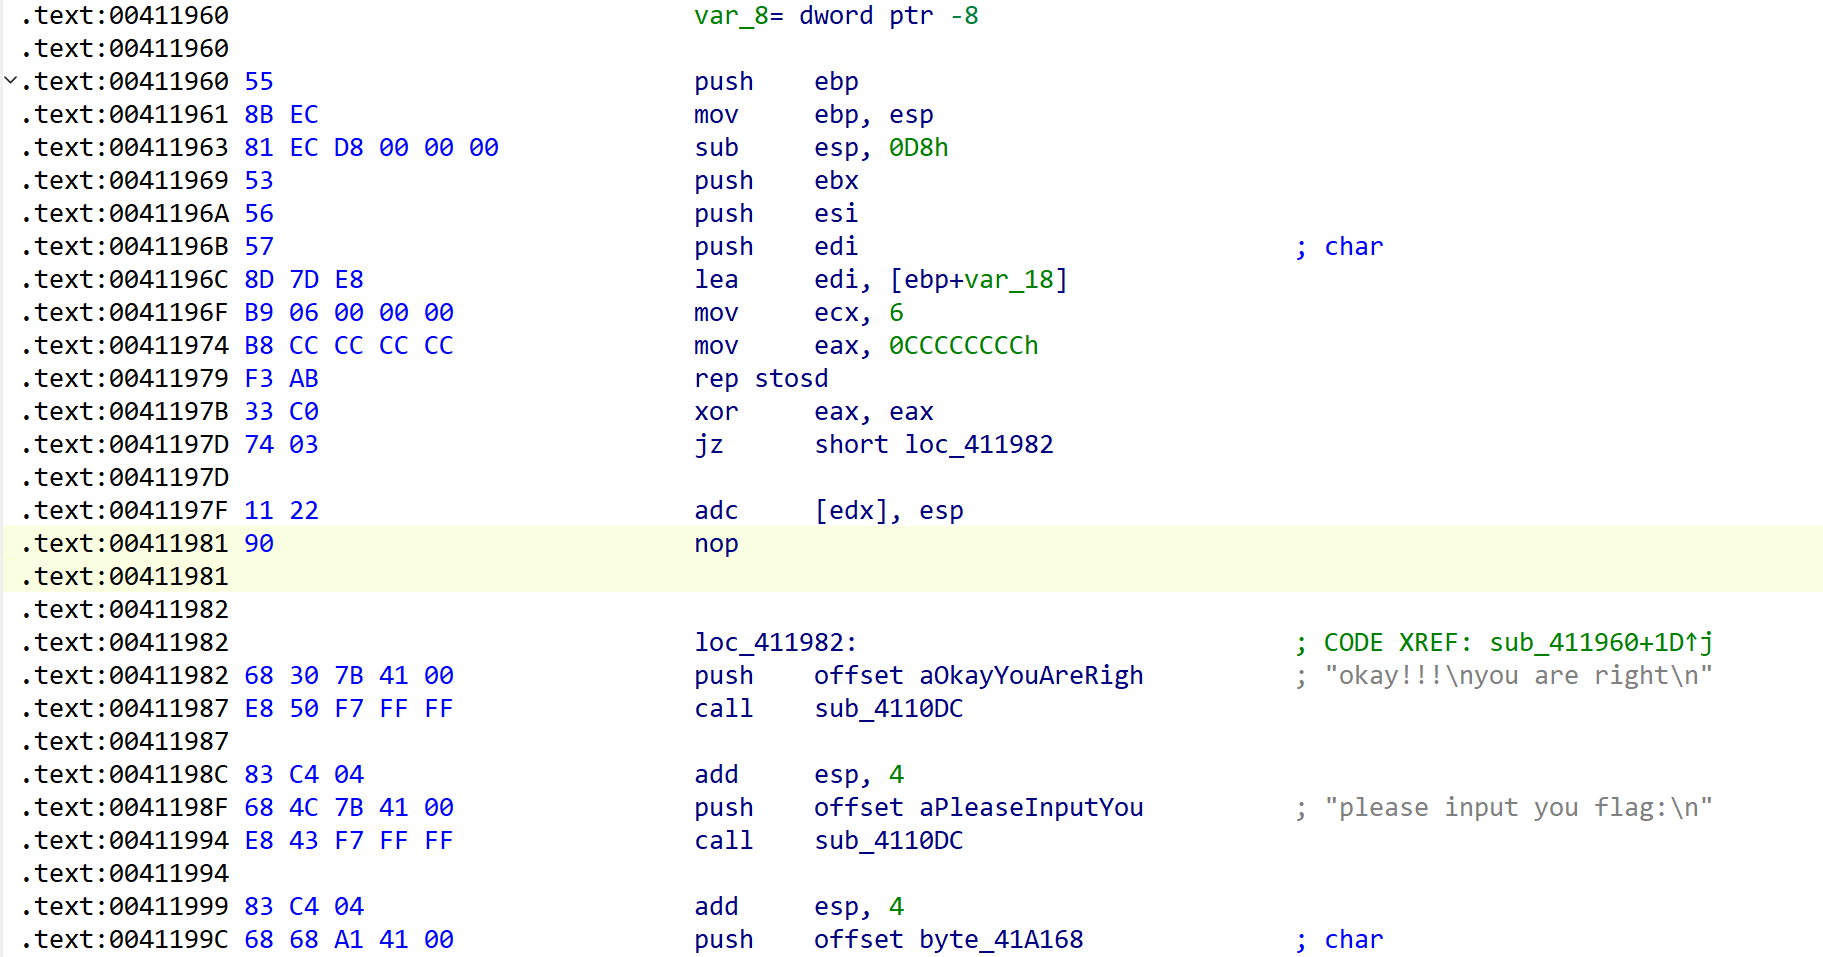 .text:00411960 var_8= dword ptr -8
.text:00411960
.text:00411960 55 push ebp
.text:00411961 8B EC mov ebp, esp
.text:00411963 81 EC D8 00 00 00 sub esp, 0D8h
.text:00411969 53 push ebx
.text:0041196A 56 push esi
.text:0041196B 57 push edi ; char
.text:0041196C 8D 7D E8 lea edi, [ebp+var_18]
.text:0041196F B9 06 00 00 00 mov ecx, 6
.text:00411974 B8 CC CC CC CC mov eax, 0CCCCCCCCh
.text:00411979 F3 AB rep stosd
.text:0041197B 33 C0 xor eax, eax
.text:0041197D 74 03 jz short loc_411982
.text:0041197D
.text:0041197F 11 22 adc [edx], esp
.text:00411981 90 nop
.text:00411981
.text:00411982
.text:00411982 loc_411982: ; CODE XREF: sub_411960+1D↑j
.text:00411982 68 30 7B 41 00 push offset aOkayYouAreRigh ; "okay!!!\nyou are right\n"
.text:00411987 E8 50 F7 FF FF call sub_4110DC
.text:00411987
.text:0041198C 83 C4 04 add esp, 4
.text:0041198F 68 4C 7B 41 00 push offset aPleaseInputYou ; "please input you flag:\n"
.text:00411994 E8 43 F7 FF FF call sub_4110DC
.text:00411994
.text:00411999 83 C4 04 add esp, 4
.text:0041199C 68 68 A1 41 00 push offset byte_41A168 ; char